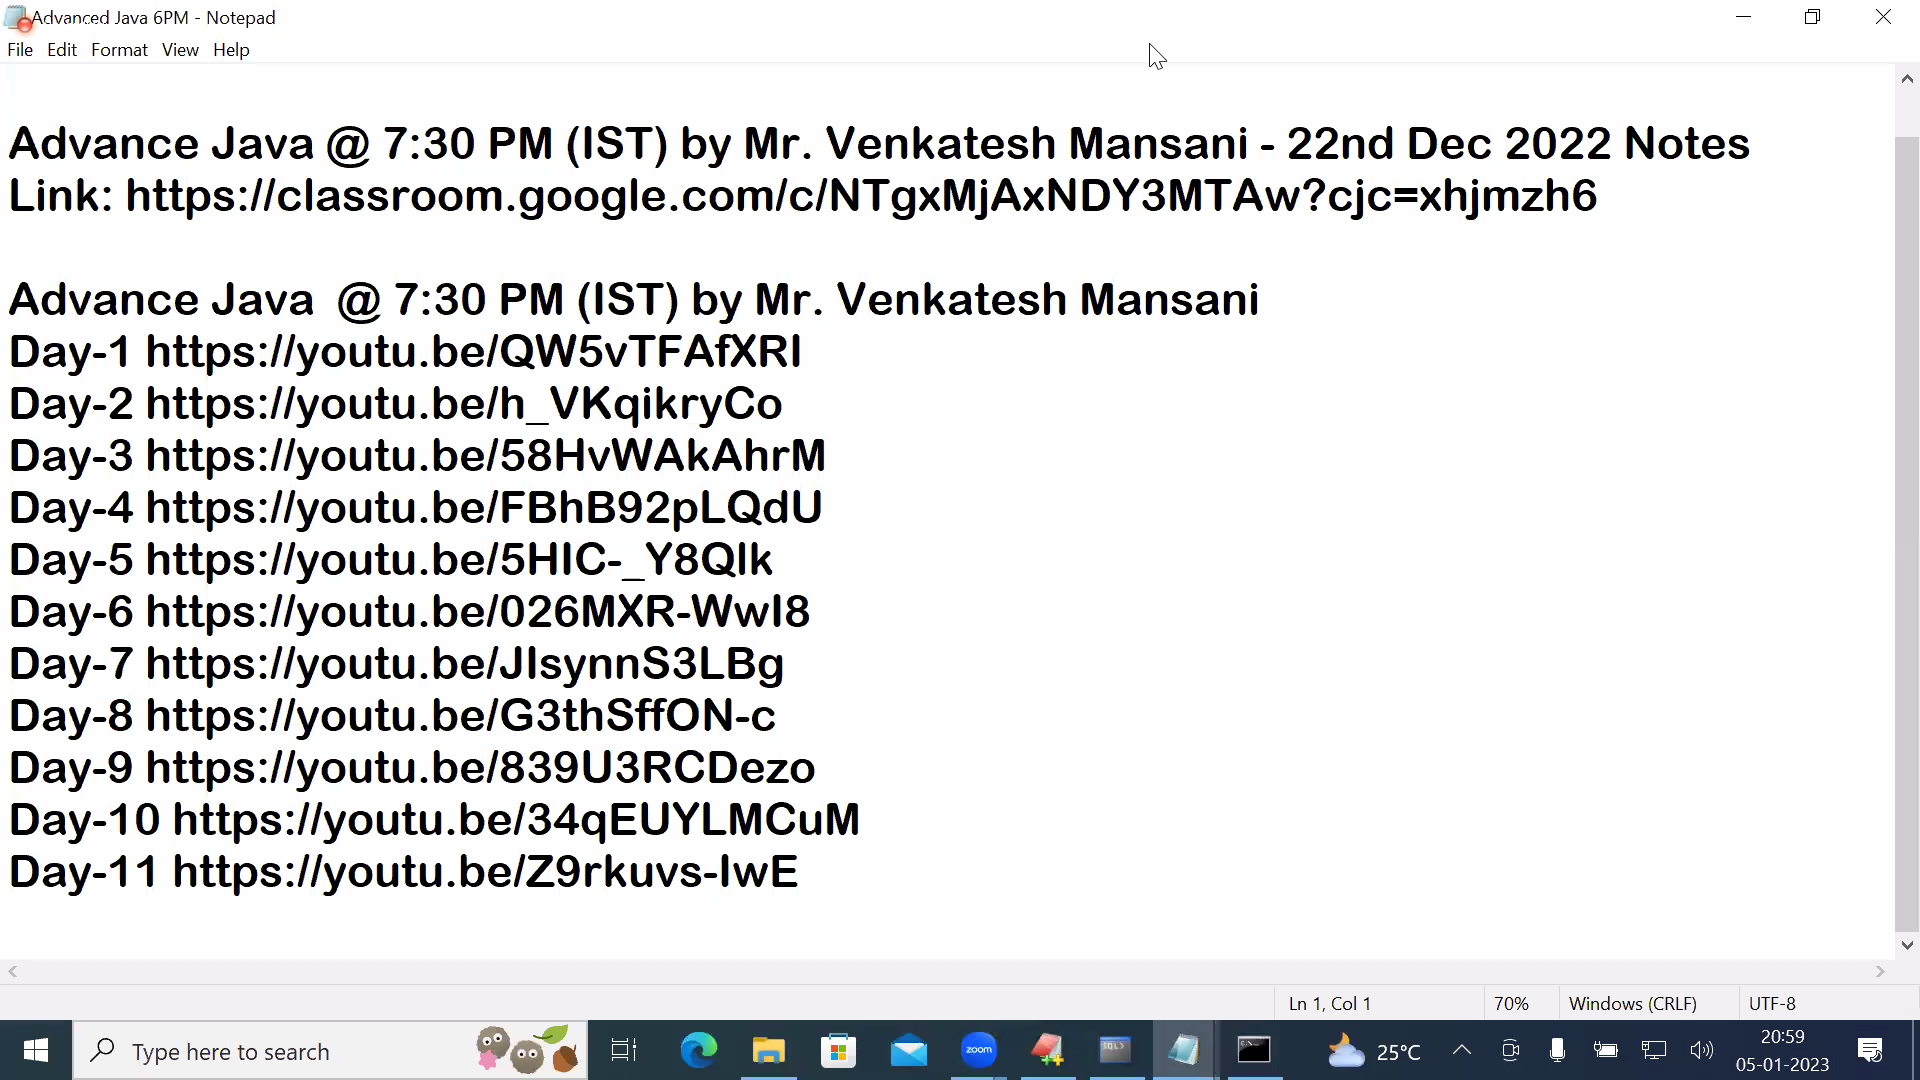 Advanced Java 6PM - Notepad
File Edit Format View Help
Advance Java @ 7:30 PM (IST) by Mr. Venkatesh Mansani - 22nd Dec 2022 Notes
Link: https://classroom.google.com/c/NTgxMjAxNDY3MTAw?cjc=xhjmzh6
Advance Java  @ 7:30 PM (IST) by Mr. Venkatesh Mansani
Day-1 https://youtu.be/QW5vTFAfXRI
Day-2 https://youtu.be/h_VKqikryCo
Day-3 https://youtu.be/58HvWAkAhrM
Day-4 https://youtu.be/FBhB92pLQdU
Day-5 https://youtu.be/5HIC-_Y8QIk
Day-6 https://youtu.be/026MXR-WwI8
Day-7 https://youtu.be/JIsynnS3LBg
Day-8 https://youtu.be/G3thSffON-c
Day-9 https://youtu.be/839U3RCDezo
Day-10 https://youtu.be/34qEUYLMCuM
Day-11 https://youtu.be/Z9rkuvs-IwE
Ln 1, Col 1 70% Windows (CRLF) UTF-8
Type here to search
zoom
SQL>
25°C
20:59
05-01-2023